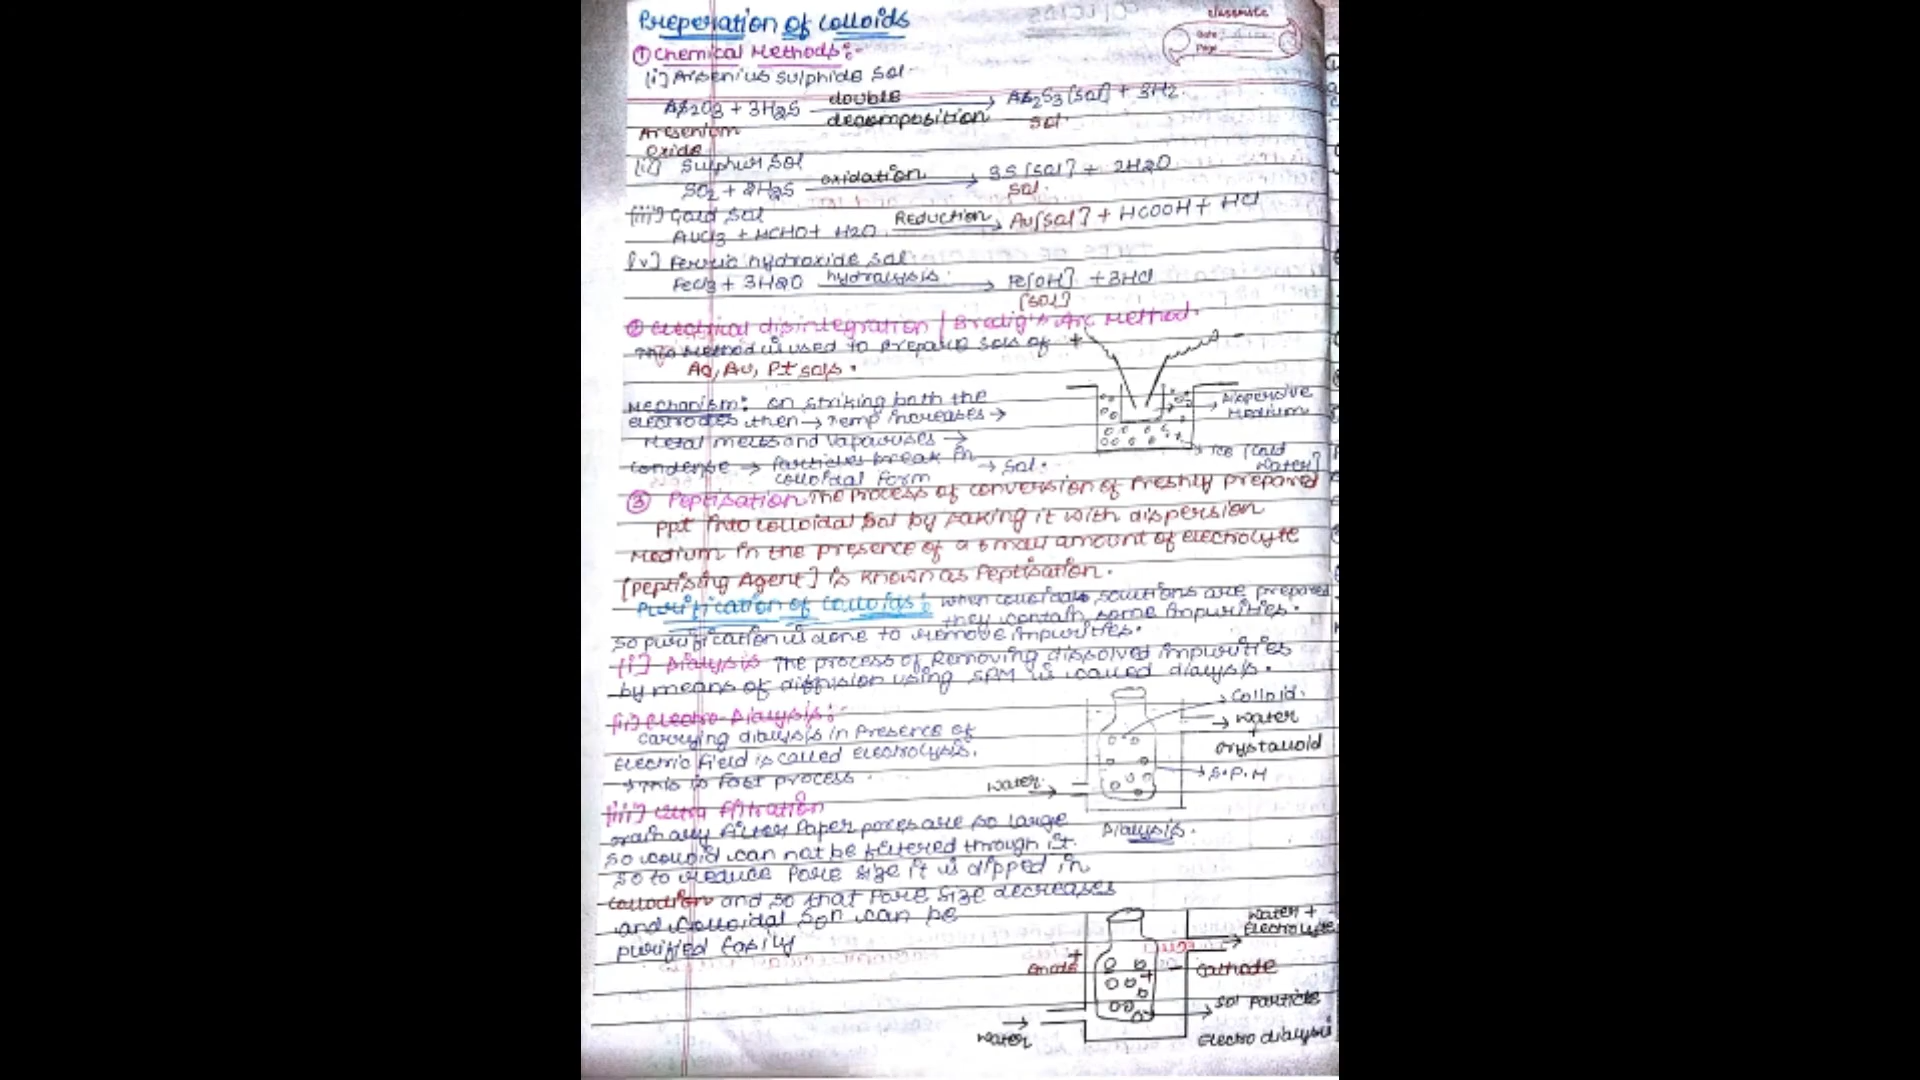 Preperation of Colloids
classmate
Date
Page
① Chemical Methods:-
(i) Arsenius sulphide sol-
As2O3 + 3H2S double decomposition → As2S3 [sol] + 3H2
sol.
Aresenium
oxide
(ii) Sulphur sol
SO2 + 2H2S oxidation → 3S [sol] + 2H2O
sol.
(iii) Gold sol
AuCl3 + HCHO + H2O Reduction → Au[sol] + HCOOH + HCl
(v) Ferric hydroxide sol
FeCl3 + 3H2O hydrolysis → Fe[OH] + 3HCl
[sol]
② Electrical disintegration / Bredig's Arc Method.
This Method is used to prepare sols of
Ag, Au, Pt sols.
+
Mechanism: on striking both the
electrodes then → Temp increases →
Metal melts and vapourises →
condense → Particles break in → sol.
colloidal form
Dispersive
Medium
Ice [cold
water]
③ Peptisation The process of conversion of freshly prepared
ppt into colloidal sol by saking it with dispersion
Medium in the presence of a small amount of electrolyte
[peptising Agent] is known as Peptisation.
Purification of Colloids: when colloidal solutions are prepared
they contain some impurities.
so purification is done to remove impurities.
(i) Dialysis The process of Removing dissolved impurities
by means of diffusion using SPM is called dialysis.
(ii) Electro-Dialysis:-
carrying dialysis in presence of
Electric field is called Electrolysis.
→ This is fast process
Colloid.
water
+
crystalloid
S.P.M
water
Dialysis.
(iii) Ultra filtration
ordinary filter Paper pores are so large
so colloid can not be filtered through it.
so to reduce Pore size it is dipped in
collodion and so that Pore size decreases
and Colloidal son can be
purified easily
water +
Electrolyte
+
Anode
- Cathode
sol particle
water
Electro dialysis